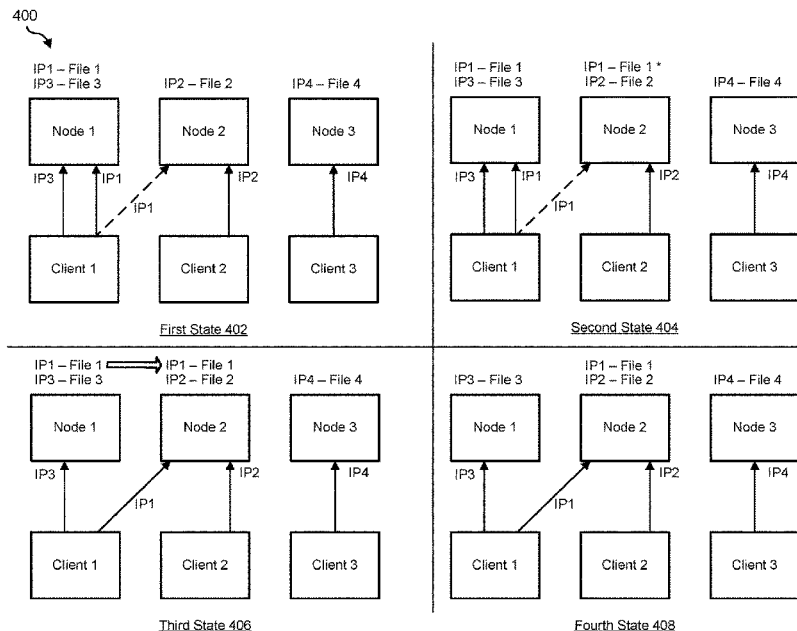 400
IP1 – File 1
IP3 – File 3
IP2 – File 2
IP4 – File 4
Node 1
Node 2
Node 3
IP3
IP1
IP1
IP2
IP4
Client 1
Client 2
Client 3
First State 402
IP1 – File 1
IP3 – File 3
IP1 – File 1 *
IP2 – File 2
IP4 – File 4
Node 1
Node 2
Node 3
IP3
IP1
IP1
IP2
IP4
Client 1
Client 2
Client 3
Second State 404
IP1 – File 1
IP3 – File 3
IP1 – File 1
IP2 – File 2
IP4 – File 4
Node 1
Node 2
Node 3
IP3
IP1
IP2
IP4
Client 1
Client 2
Client 3
Third State 406
IP3 – File 3
IP1 – File 1
IP2 – File 2
IP4 – File 4
Node 1
Node 2
Node 3
IP3
IP1
IP2
IP4
Client 1
Client 2
Client 3
Fourth State 408